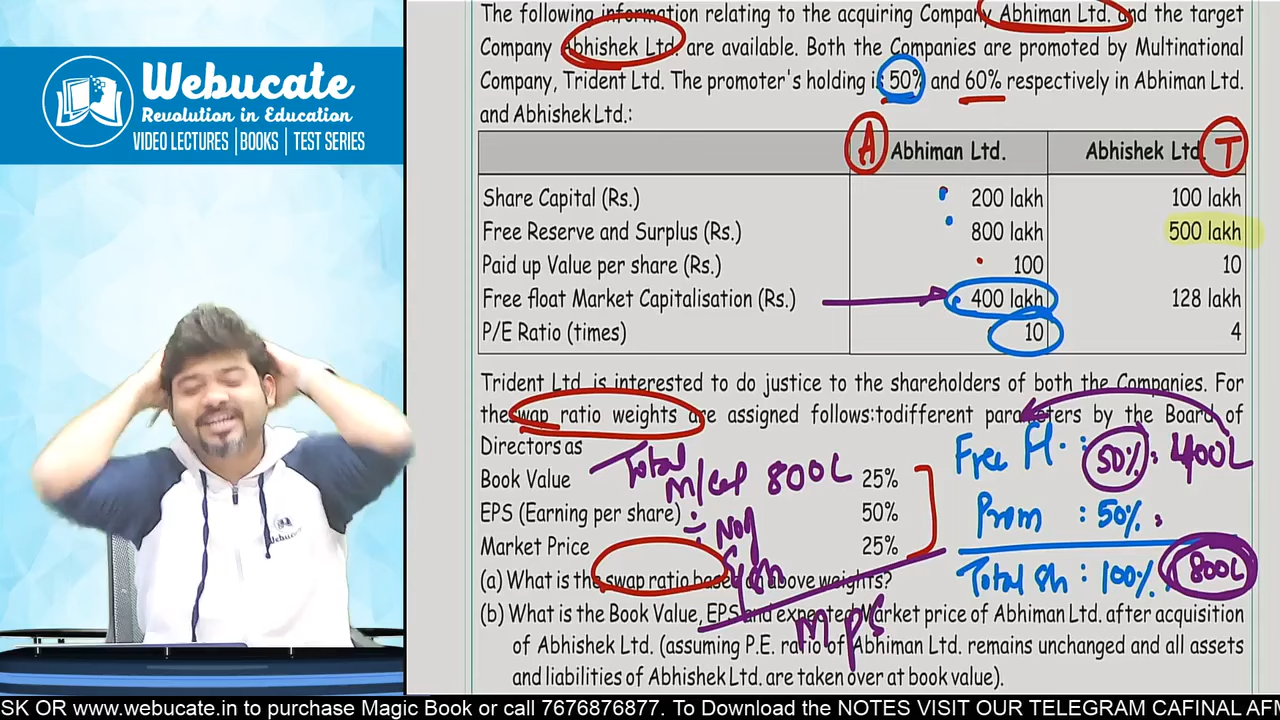 The following information relating to the acquiring Company Abhiman Ltd. and the target
Company Abhishek Ltd. are available. Both the Companies are promoted by Multinational
Company, Trident Ltd. The promoter's holding is 50% and 60% respectively in Abhiman Ltd.
and Abhishek Ltd.:
Webucate
Revolution in Education
VIDEO LECTURES | BOOKS | TEST SERIES
A Abhiman Ltd. Abhishek Ltd. T
Share Capital (Rs.) 200 lakh 100 lakh
Free Reserve and Surplus (Rs.) 800 lakh 500 lakh
Paid up Value per share (Rs.) 100 10
Free float Market Capitalisation (Rs.) 400 lakh 128 lakh
P/E Ratio (times) 10 4
Trident Ltd. is interested to do justice to the shareholders of both the Companies. For
the swap ratio weights are assigned follows:todifferent parameters by the Board of
Directors as
Book Value 25%
EPS (Earning per share) 50%
Market Price 25%
Total
M/Cap 800L
÷ No of
Sh
MPS
Free Fl. : 50% : 400L
Prom : 50% :
Total Sh : 100% : 800L
(a) What is the swap ratio based on above weights?
(b) What is the Book Value, EPS and expected Market price of Abhiman Ltd. after acquisition
of Abhishek Ltd. (assuming P.E. ratio of Abhiman Ltd. remains unchanged and all assets
and liabilities of Abhishek Ltd. are taken over at book value).
SK OR www.webucate.in to purchase Magic Book or call 7676876877. To Download the NOTES VISIT OUR TELEGRAM CAFINAL AFM